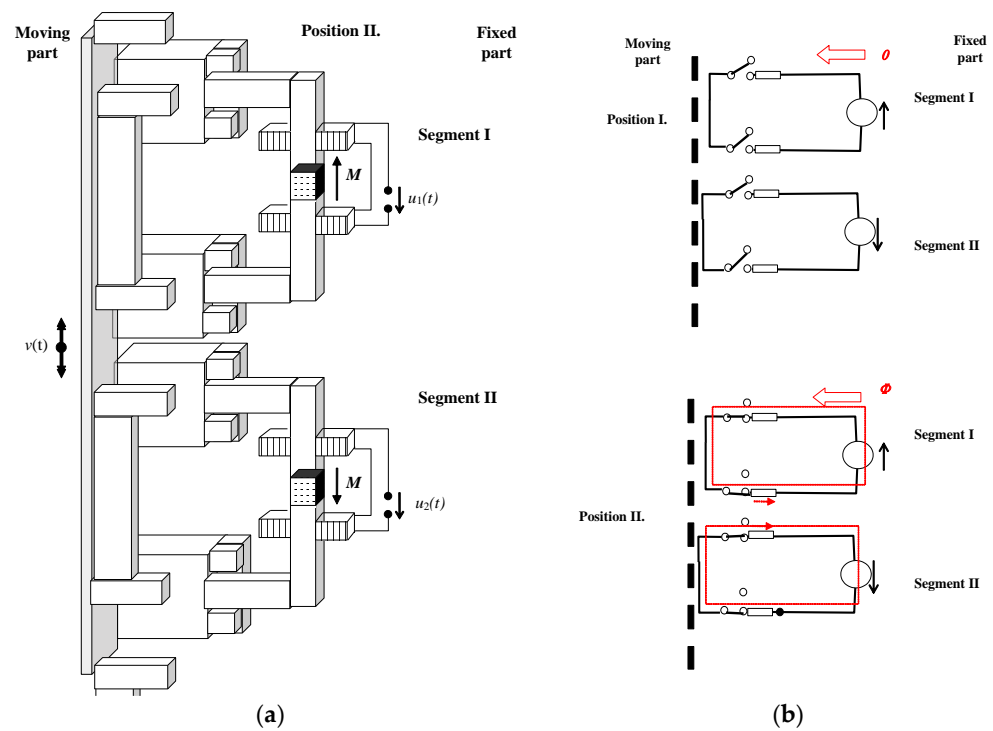 Moving
part
Position II.
Fixed
part
Segment I
M
u1(t)
v(t)
Segment II
M
u2(t)
(a)
Moving
part
0
Fixed
part
Position I.
Segment I
Segment II
Φ
Segment I
Position II.
Segment II
(b)